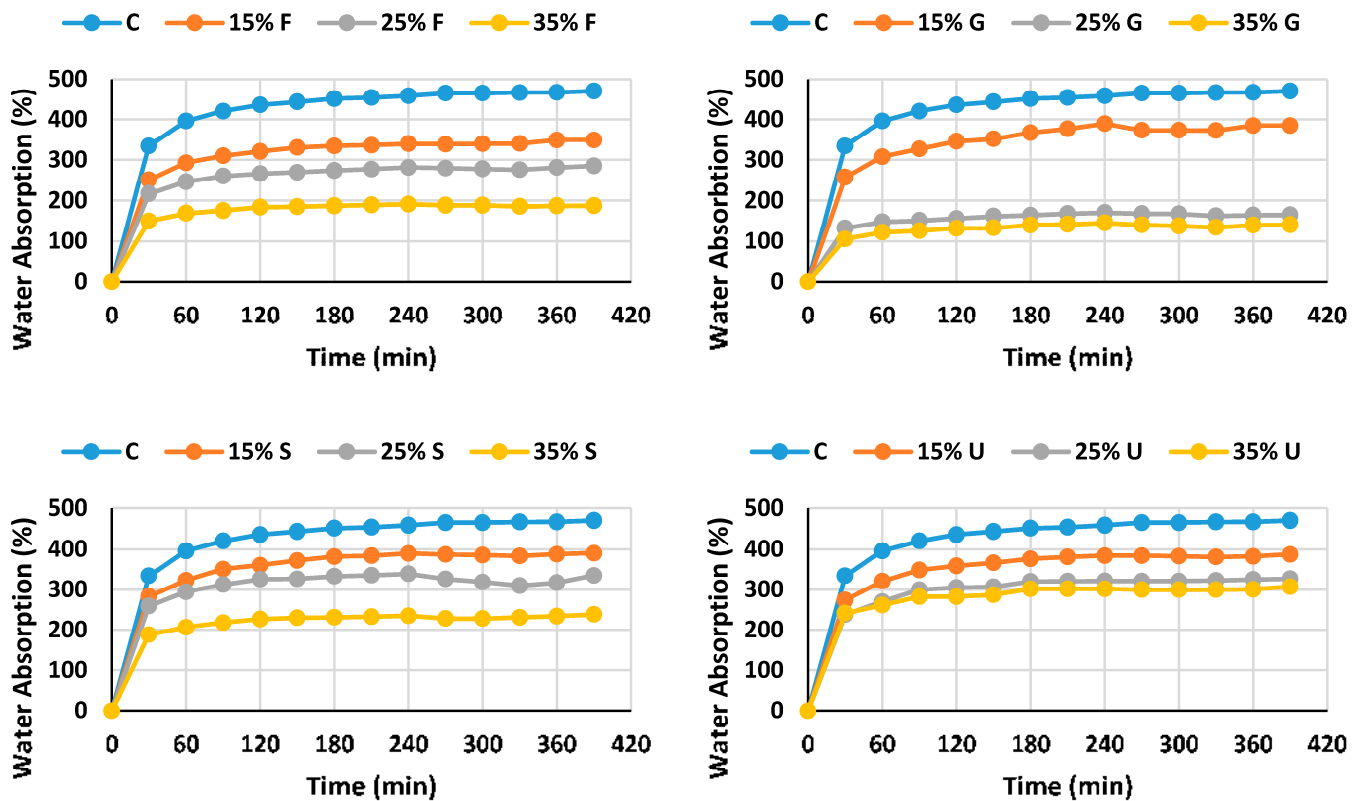 C 15% F 25% F 35% F
Water Absorption (%)
500
400
300
200
100
0
0 60 120 180 240 300 360 420
Time (min)
C 15% G 25% G 35% G
Water Absorbtion (%)
500
400
300
200
100
0
0 60 120 180 240 300 360 420
Time (min)
C 15% S 25% S 35% S
Water Absorption (%)
500
400
300
200
100
0
0 60 120 180 240 300 360 420
Time (min)
C 15% U 25% U 35% U
Water Absorption (%)
500
400
300
200
100
0
0 60 120 180 240 300 360 420
Time (min)